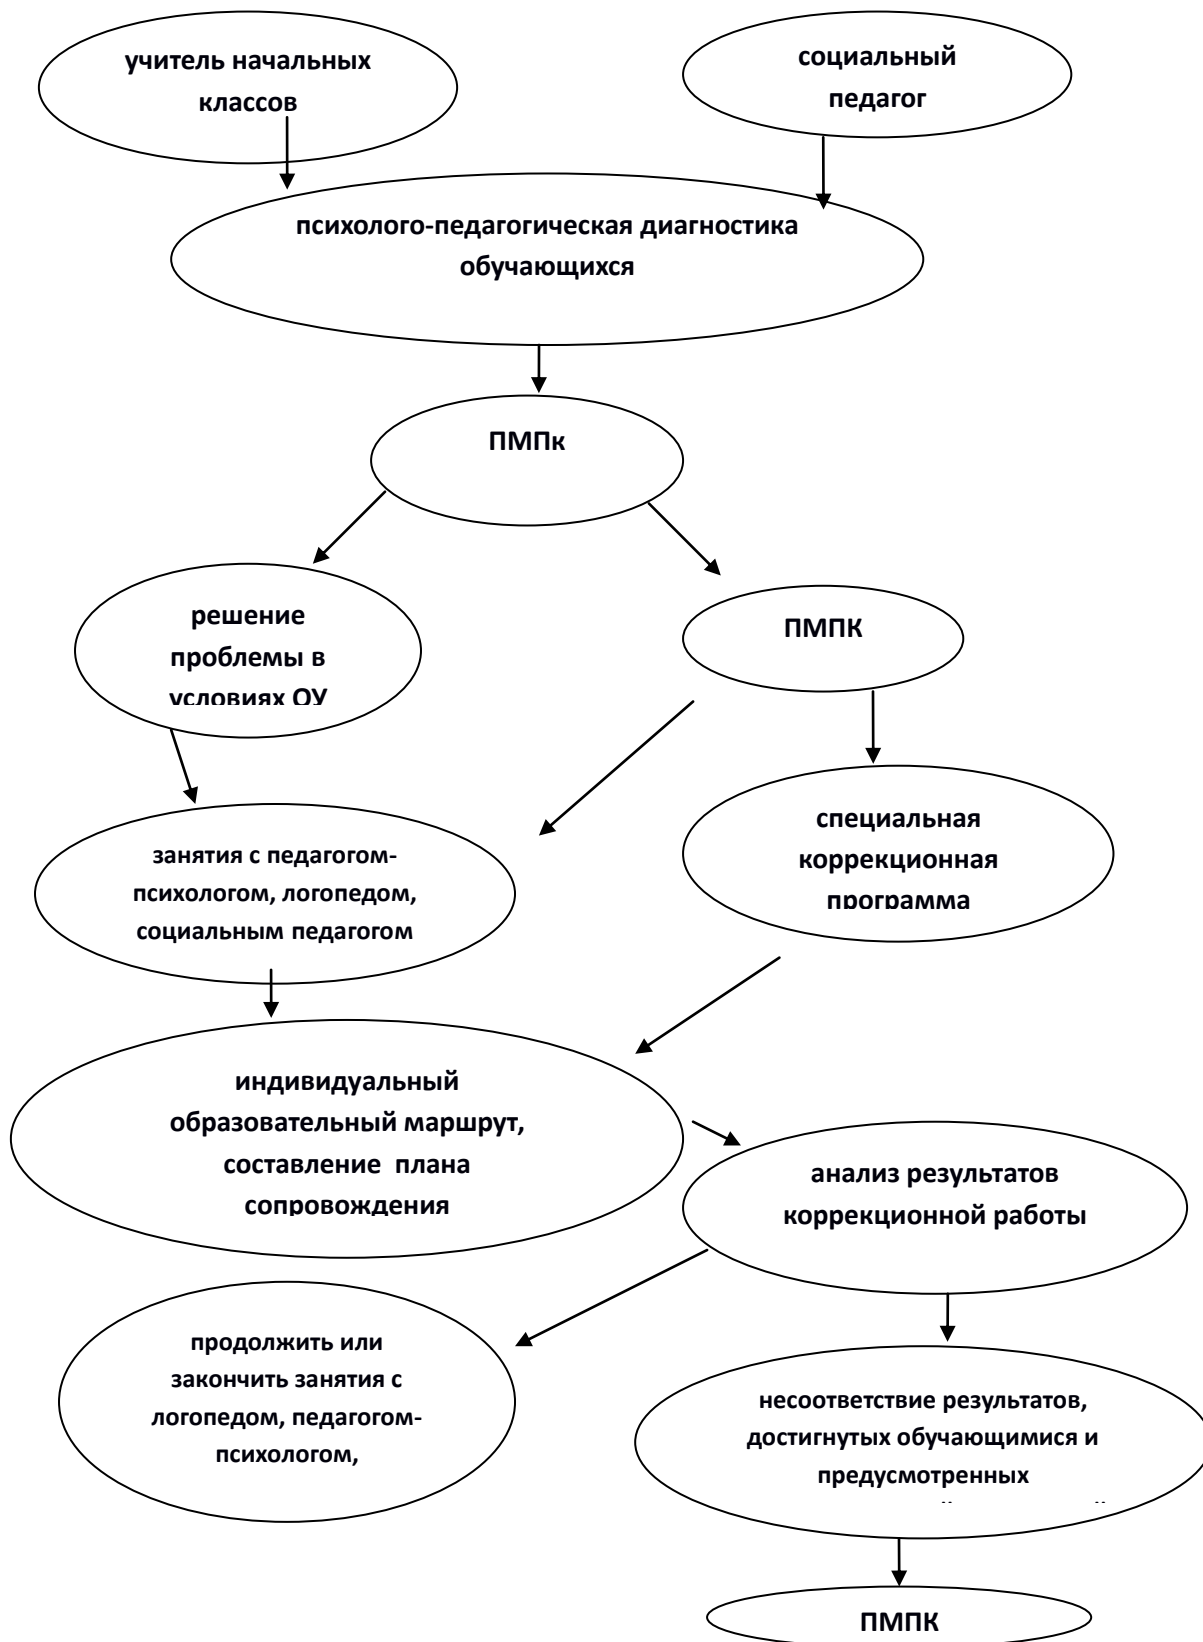 учитель начальных
классов
социальный
педагог
психолого-педагогическая диагностика
обучающихся
ПМПк
решение
проблемы в
условиях ОУ
ПМПК
занятия с педагогом-
психологом, логопедом,
социальным педагогом
специальная
коррекционная
программа
индивидуальный
образовательный маршрут,
составление плана
сопровождения
анализ результатов
коррекционной работы
продолжить или
закончить занятия с
логопедом, педагогом-
психологом,
несоответствие результатов,
достигнутых обучающимися и
предусмотренных
ПМПК